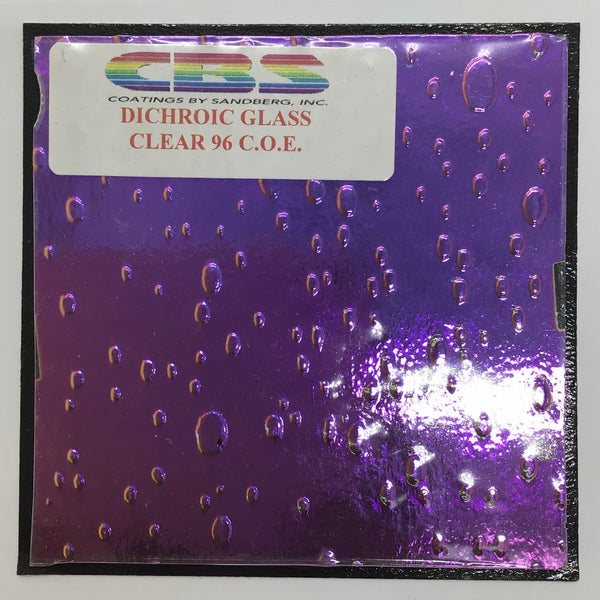 CBS
COATINGS BY SANDBERG, INC.
DICHROIC GLASS
CLEAR 96 C.O.E.